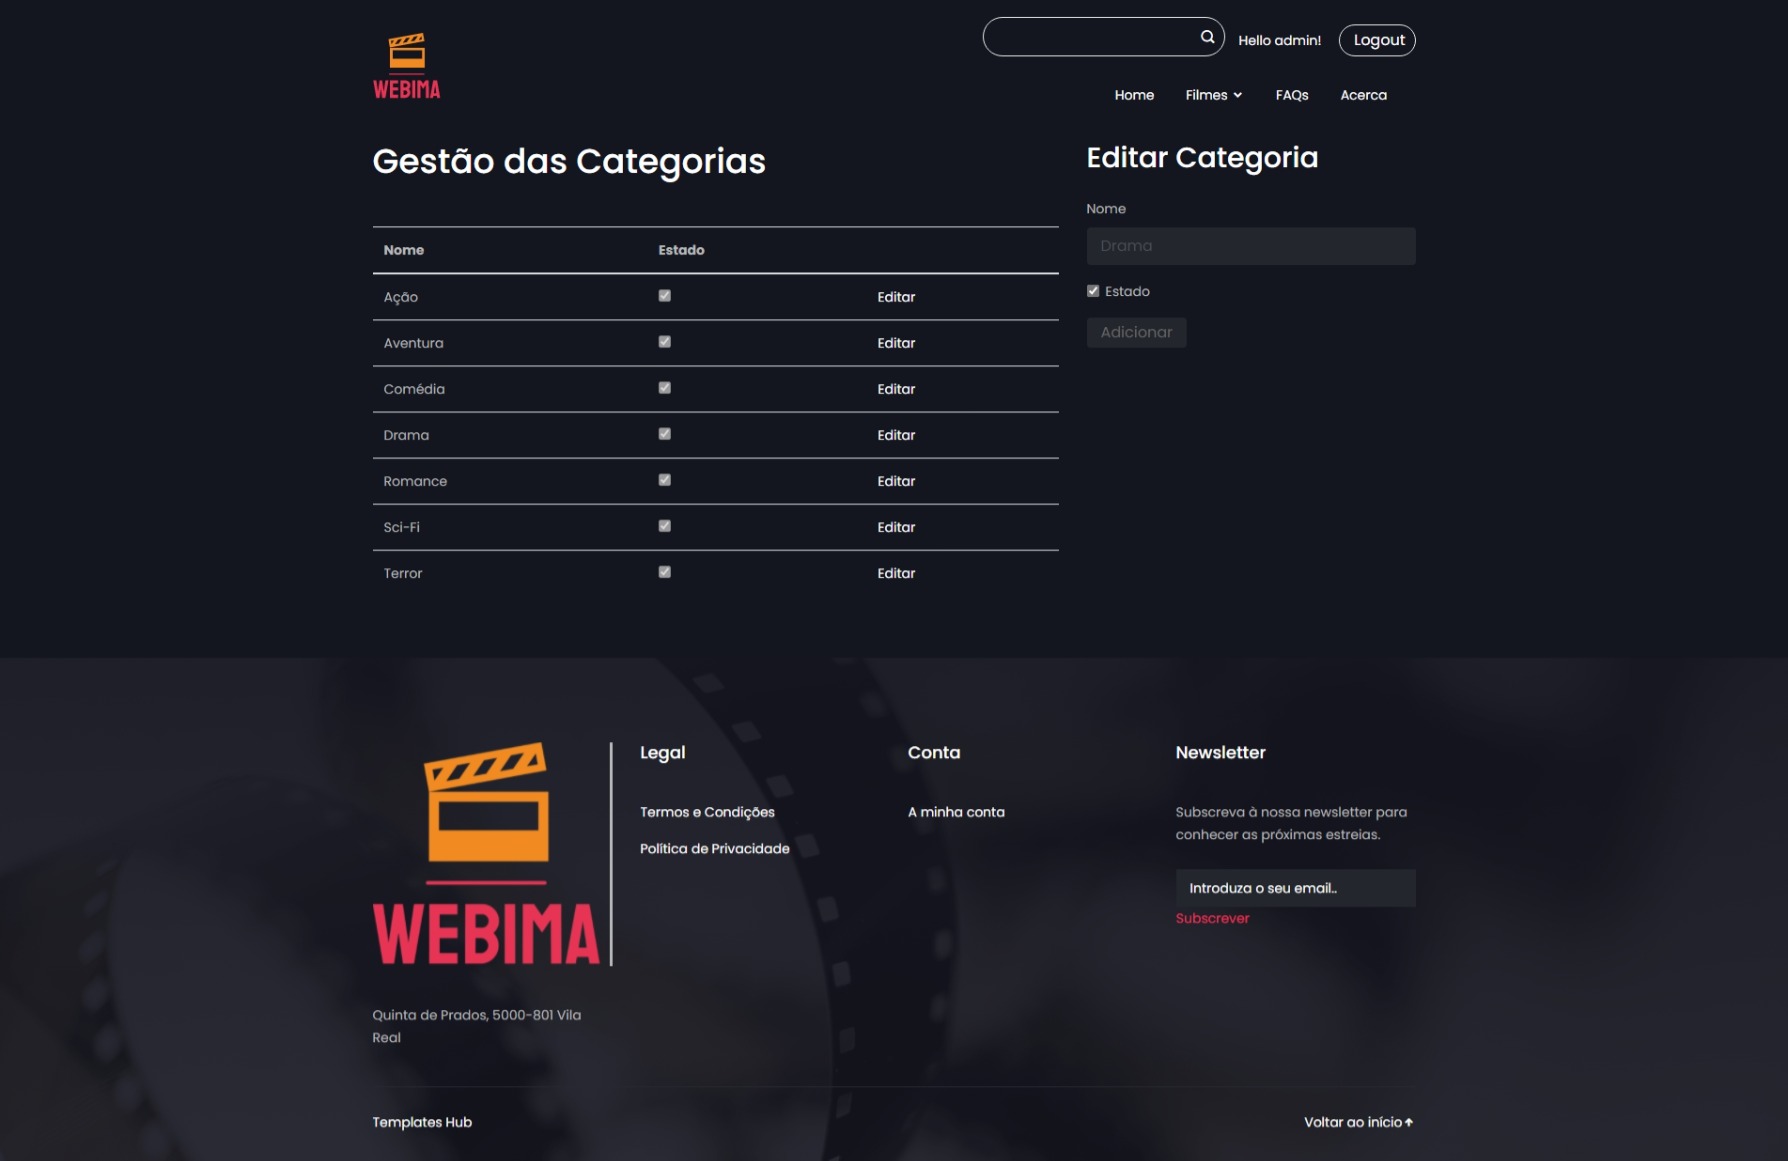 WEBIMA
Hello admin!
Logout
Home
Filmes
FAQs
Acerca
Gestão das Categorias
Nome
Estado
Ação
Editar
Aventura
Editar
Comédia
Editar
Drama
Editar
Romance
Editar
Sci-Fi
Editar
Terror
Editar
Editar Categoria
Nome
Drama
Estado
Adicionar
WEBIMA
Quinta de Prados, 5000-801 Vila
Real
Legal
Termos e Condições
Política de Privacidade
Conta
A minha conta
Newsletter
Subscreva à nossa newsletter para
conhecer as próximas estreias.
Introduza o seu email..
Subscrever
Templates Hub
Voltar ao início